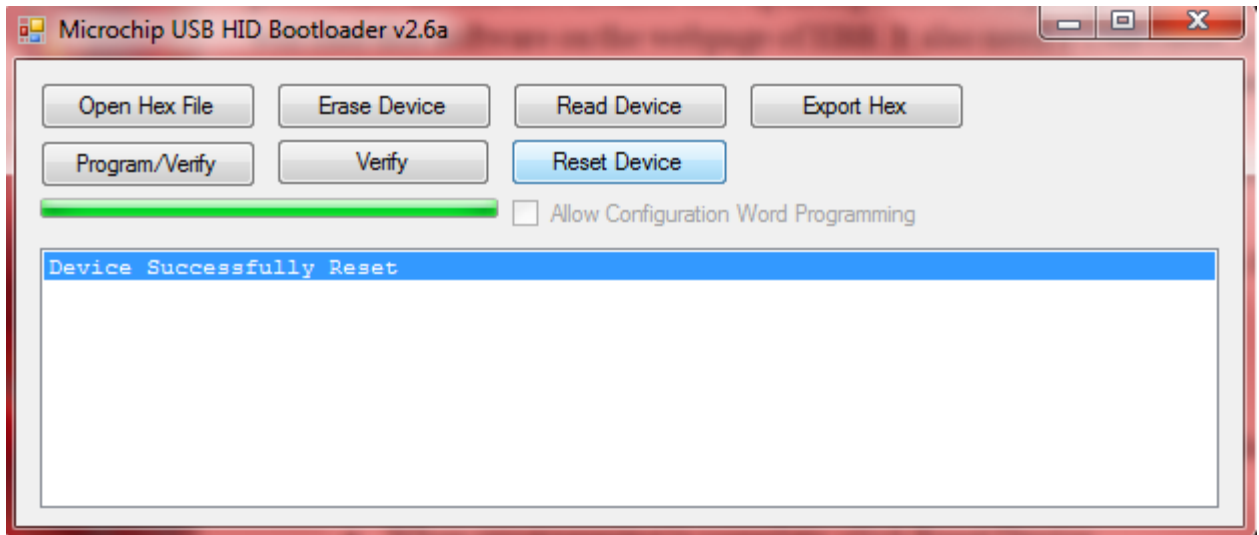 Microchip USB HID Bootloader v2.6a
Open Hex File Erase Device Read Device Export Hex
Program/Verify Verify Reset Device
Allow Configuration Word Programming
Device Successfully Reset